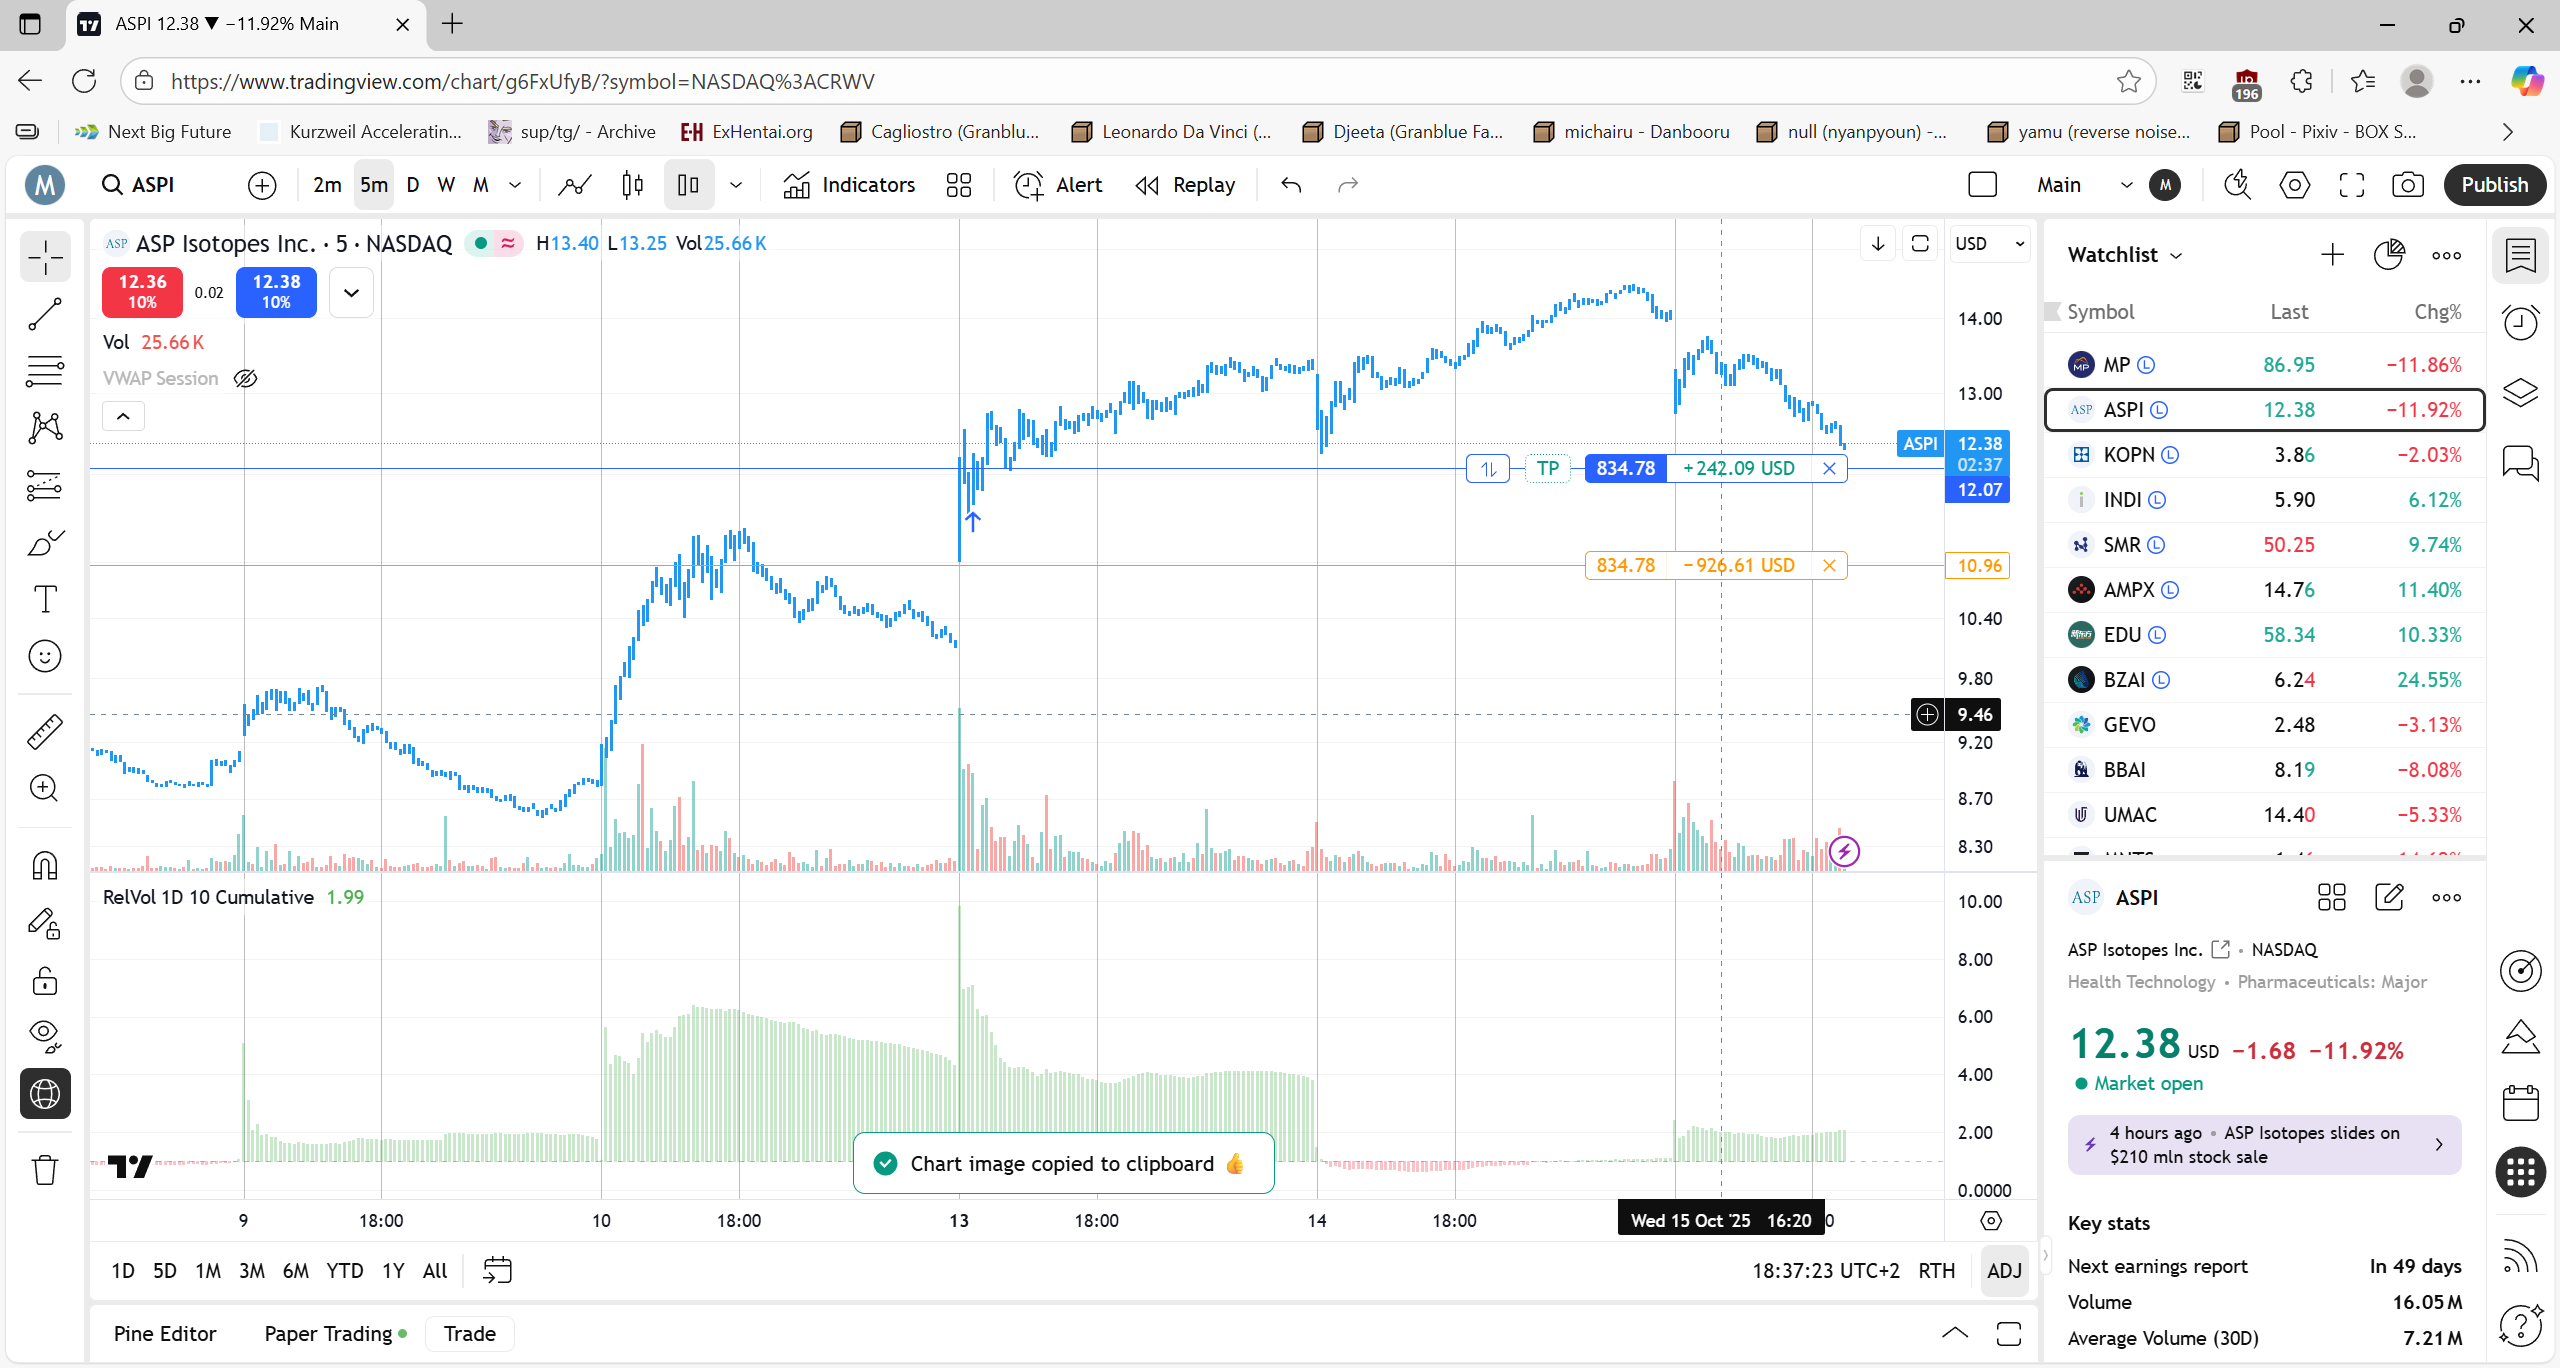 ASPI 12.38 ▼ −11.92% Main
https://www.tradingview.com/chart/g6FxUfyB/?symbol=NASDAQ%3ACRWV
196
Next Big Future
Kurzweil Acceleratin...
sup/tg/ - Archive
ExHentai.org
Cagliostro (Granblu...
Leonardo Da Vinci (...
Djeeta (Granblue Fa...
michairu - Danbooru
null (nyanpyoun) -...
yamu (reverse noise...
Pool - Pixiv - BOX S...
M
ASPI
2m 5m D W M
Indicators
Alert
Replay
Main
M
Publish
ASP ASP Isotopes Inc. · 5 · NASDAQ
H13.40 L13.25 Vol25.66 K
USD
12.36
10%
0.02
12.38
10%
Vol 25.66 K
VWAP Session
14.00
13.00
ASPI 12.38
02:37
12.07
TP 834.78 +242.09 USD
834.78 −926.61 USD
10.96
10.40
9.80
9.46
9.20
8.70
8.30
RelVol 1D 10 Cumulative 1.99
10.00
8.00
6.00
4.00
2.00
0.0000
Chart image copied to clipboard 👍
9 18:00 10 18:00 13 18:00 14 18:00 Wed 15 Oct '25 16:20 0
1D 5D 1M 3M 6M YTD 1Y All
18:37:23 UTC+2 RTH ADJ
Pine Editor Paper Trading Trade
Watchlist
Symbol Last Chg%
MP L 86.95 −11.86%
ASP ASPI L 12.38 −11.92%
KOPN L 3.86 −2.03%
INDI L 5.90 6.12%
SMR L 50.25 9.74%
AMPX L 14.76 11.40%
EDU L 58.34 10.33%
BZAI L 6.24 24.55%
GEVO 2.48 −3.13%
BBAI 8.19 −8.08%
UMAC 14.40 −5.33%
ASP ASPI
ASP Isotopes Inc. · NASDAQ
Health Technology · Pharmaceuticals: Major
12.38 USD −1.68 −11.92%
Market open
4 hours ago · ASP Isotopes slides on
$210 mln stock sale
Key stats
Next earnings report In 49 days
Volume 16.05 M
Average Volume (30D) 7.21 M